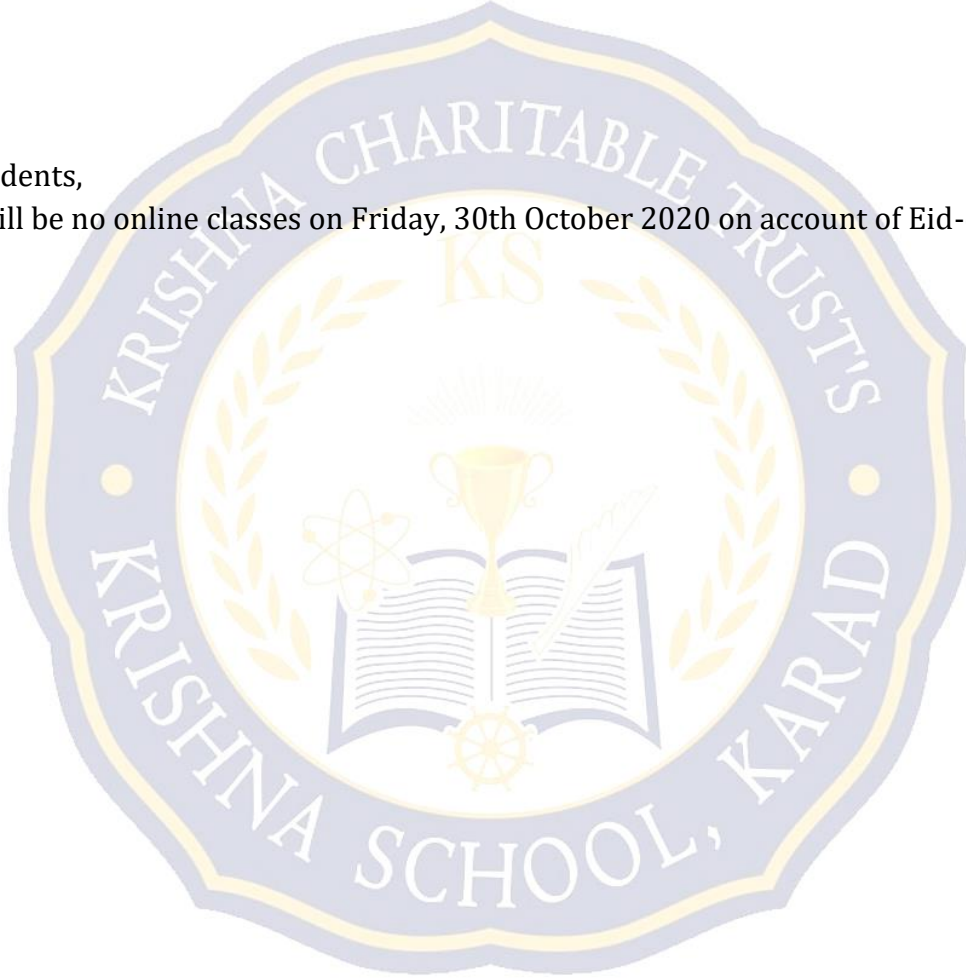 dents,
ill be no online classes on Friday, 30th October 2020 on account of Eid-
KRISHNA CHARITABLE TRUST'S
KS
KRISHNA SCHOOL, KARAD